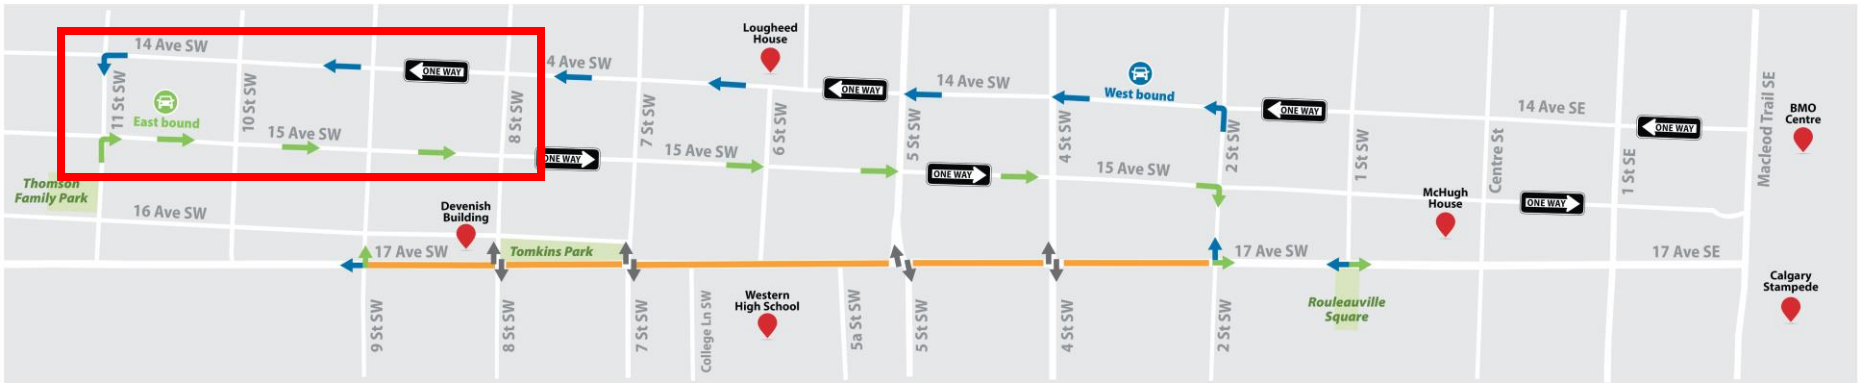 14 Ave SW
ONE WAY
11 St SW
10 St SW
East bound
15 Ave SW
8 St SW
4 Ave SW
ONE WAY
Lougheed
House
ONE WAY
14 Ave SW
West bound
ONE WAY
14 Ave SE
ONE WAY
BMO
Centre
Macleod Trail SE
7 St SW
6 St SW
5 St SW
4 St SW
2 St SW
1 St SW
Centre St
1 St SE
15 Ave SW
ONE WAY
15 Ave SW
ONE WAY
McHugh
House
Thomson
Family Park
16 Ave SW
Devenish
Building
17 Ave SW
Tomkins Park
17 Ave SW
17 Ave SE
9 St SW
8 St SW
7 St SW
College Ln SW
Western
High School
5a St SW
5 St SW
4 St SW
2 St SW
Rouleauville
Square
Calgary
Stampede